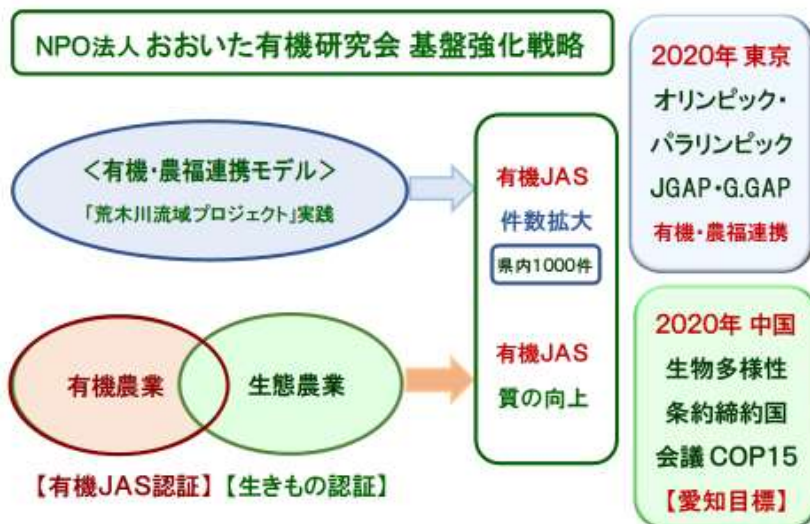 NPO法人 おおいた有機研究会 基盤強化戦略
＜有機・農福連携モデル＞
「荒木川流域プロジェクト」実践
有機農業
生態農業
【有機JAS認証】【生きもの認証】
有機JAS
件数拡大
県内1000件
有機JAS
質の向上
2020年 東京
オリンピック・
パラリンピック
JGAP・G.GAP
有機・農福連携
2020年 中国
生物多様性
条約締約国
会議 COP15
【愛知目標】